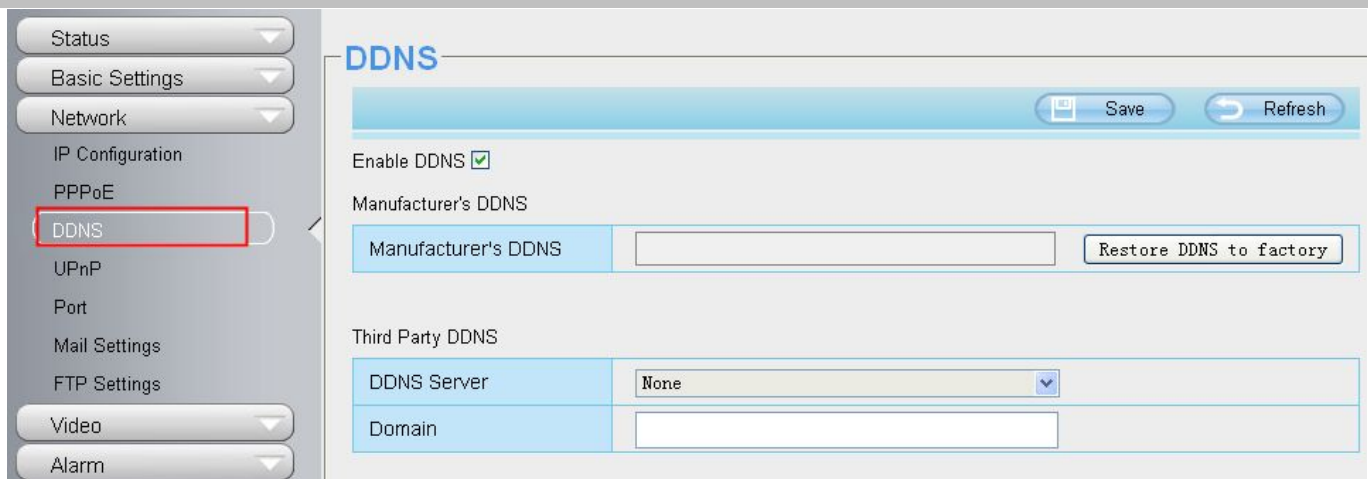 Status
Basic Settings
Network
IP Configuration
PPPoE
DDNS
UPnP
Port
Mail Settings
FTP Settings
Video
Alarm
DDNS
Save Refresh
Enable DDNS
Manufacturer's DDNS
Manufacturer's DDNS Restore DDNS to factory
Third Party DDNS
DDNS Server None
Domain